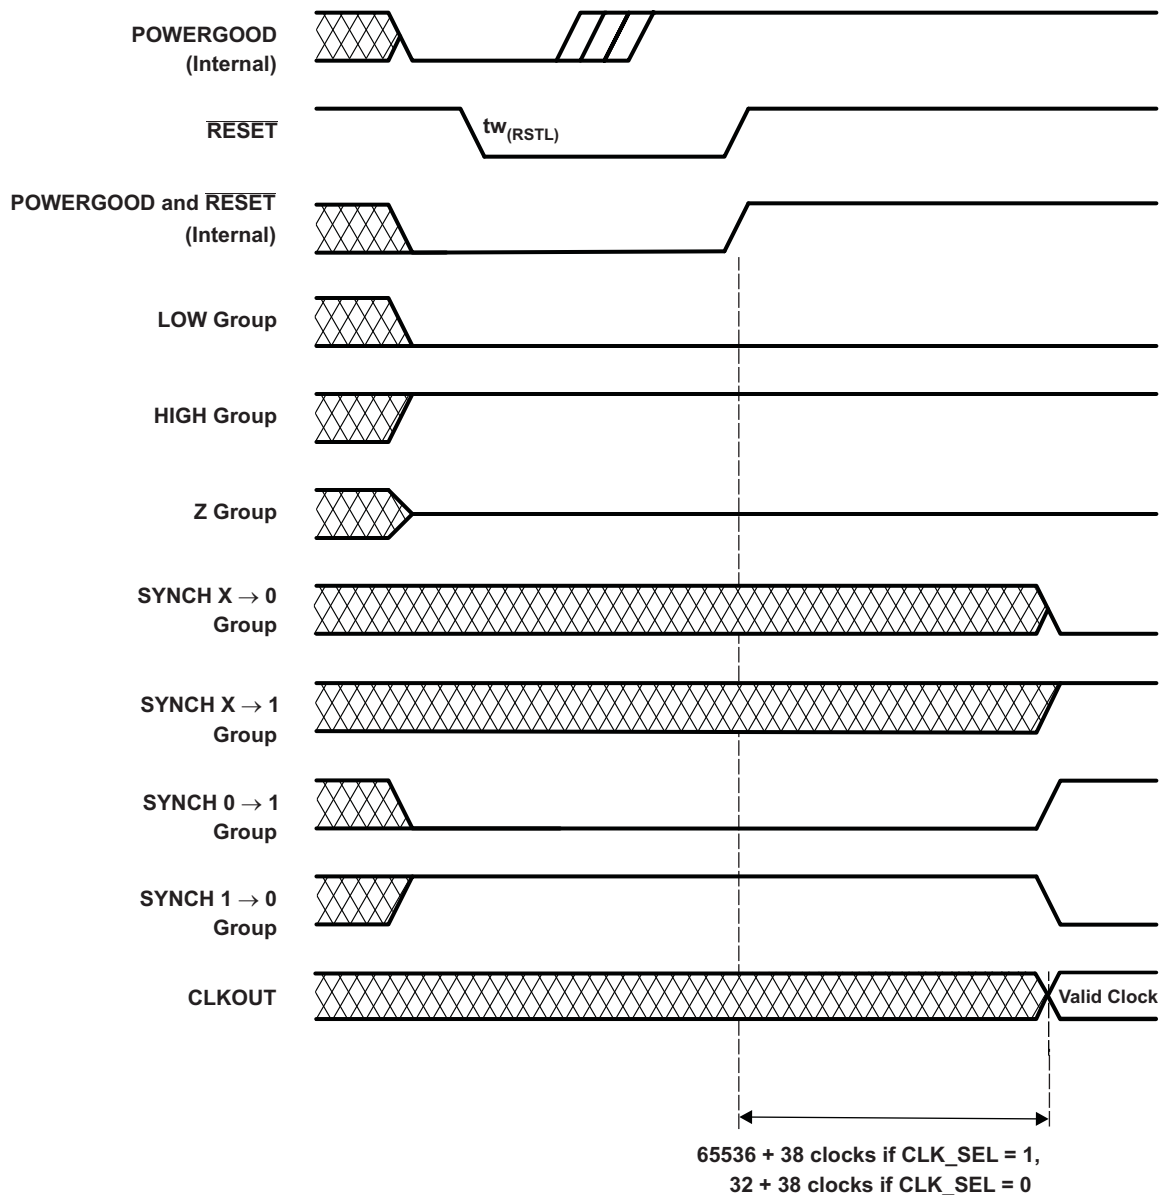 POWERGOOD
(Internal)
RESET
tw(RSTL)
POWERGOOD and RESET
(Internal)
LOW Group
HIGH Group
Z Group
SYNCH X → 0
Group
SYNCH X → 1
Group
SYNCH 0 → 1
Group
SYNCH 1 → 0
Group
CLKOUT
Valid Clock
65536 + 38 clocks if CLK_SEL = 1,
32 + 38 clocks if CLK_SEL = 0